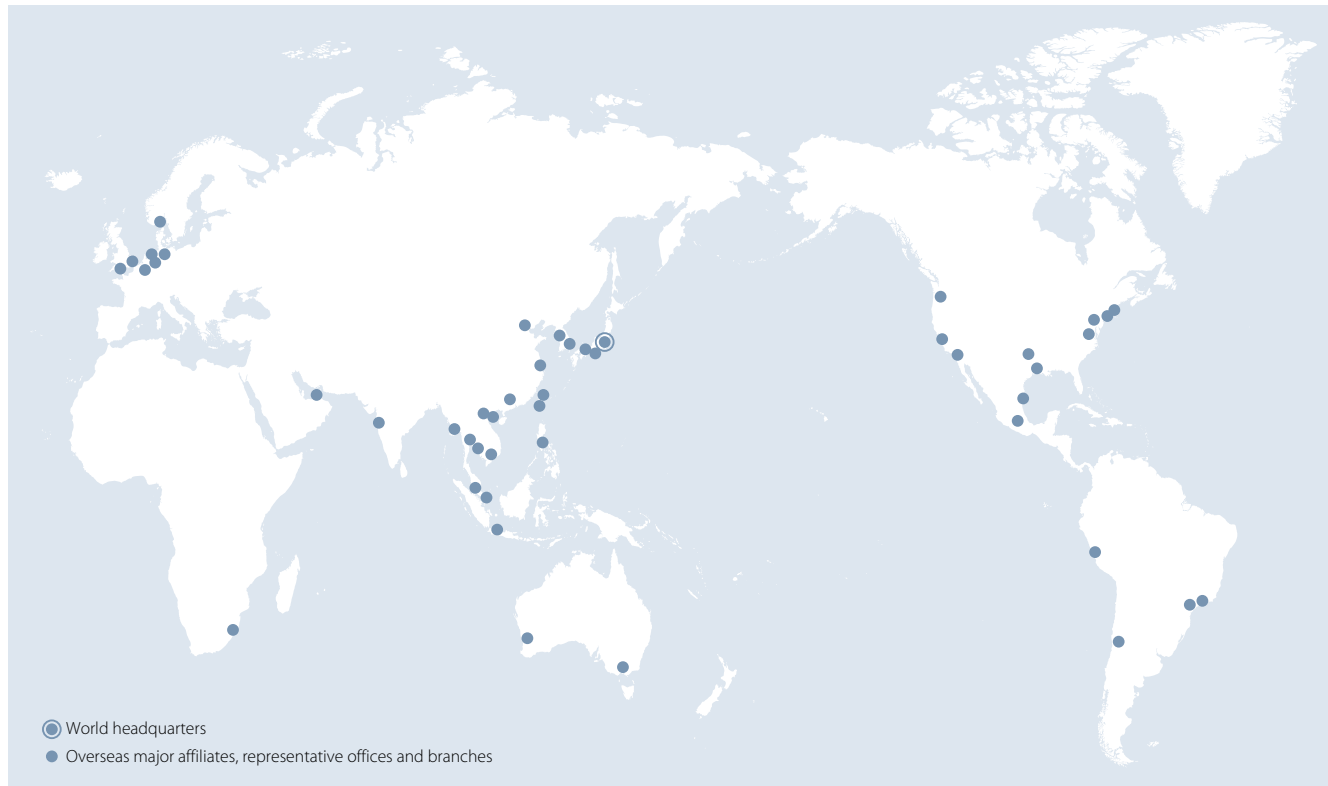 World headquarters
Overseas major affiliates, representative offices and branches